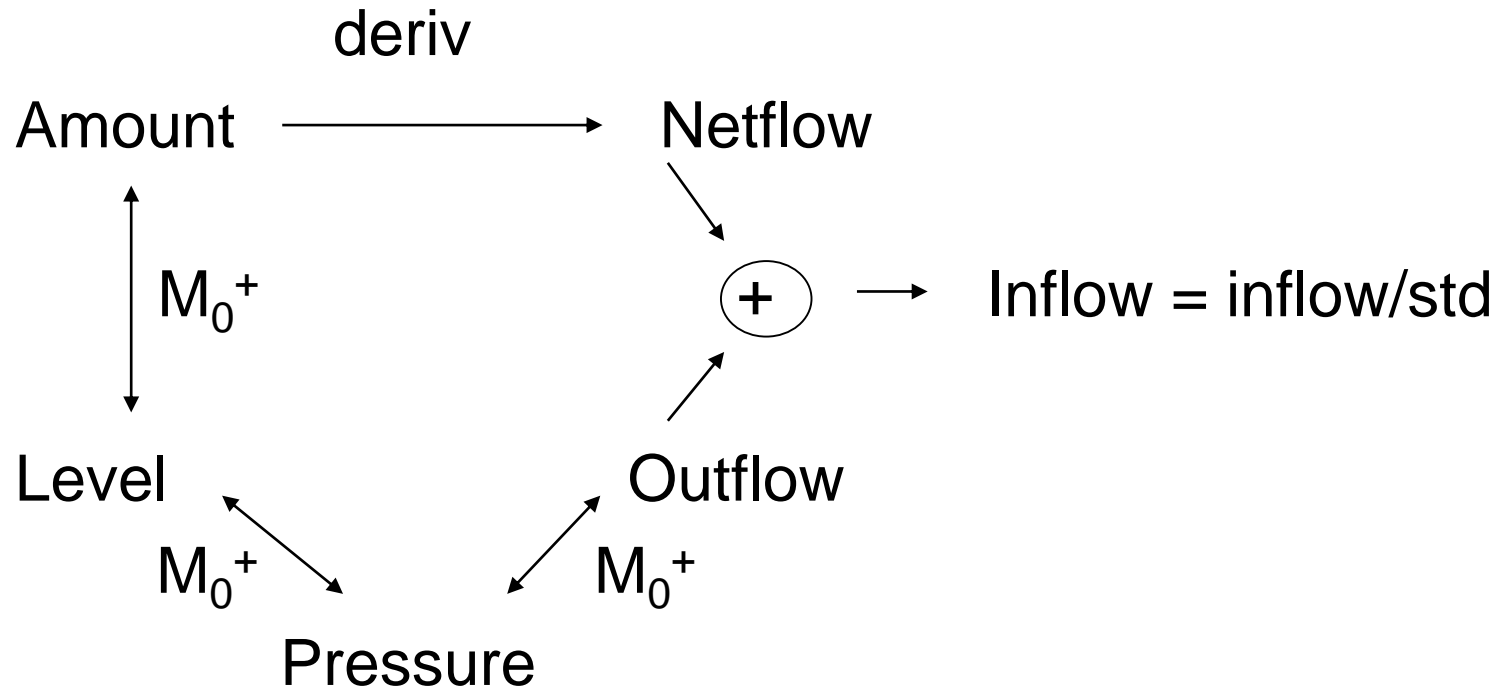 deriv
Amount Netflow
M₀⁺ + Inflow = inflow/std
Level Outflow
M₀⁺ M₀⁺
Pressure